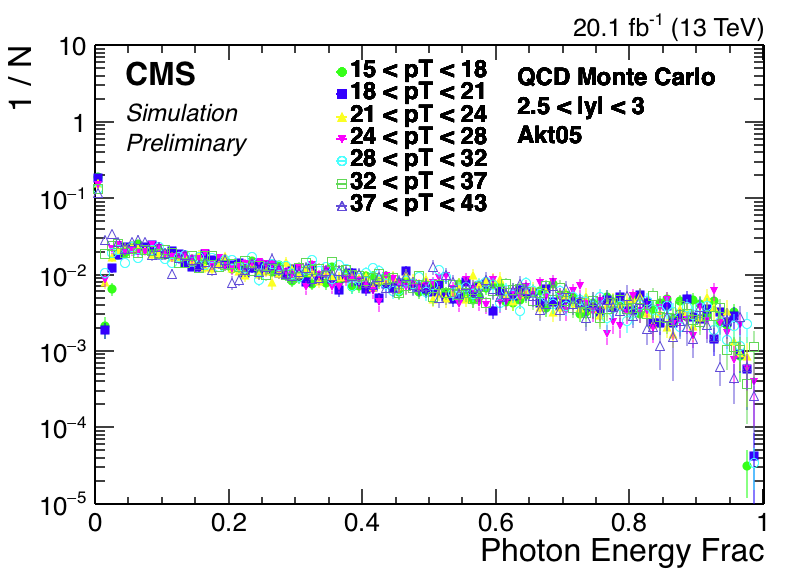 20.1 fb⁻¹ (13 TeV)
1 / N
10
1
10⁻¹
10⁻²
10⁻³
10⁻⁴
10⁻⁵
CMS
Simulation
Preliminary
15 < pT < 18
18 < pT < 21
21 < pT < 24
24 < pT < 28
28 < pT < 32
32 < pT < 37
37 < pT < 43
QCD Monte Carlo
2.5 < |y| < 3
Akt05
0 0.2 0.4 0.6 0.8 1
Photon Energy Frac